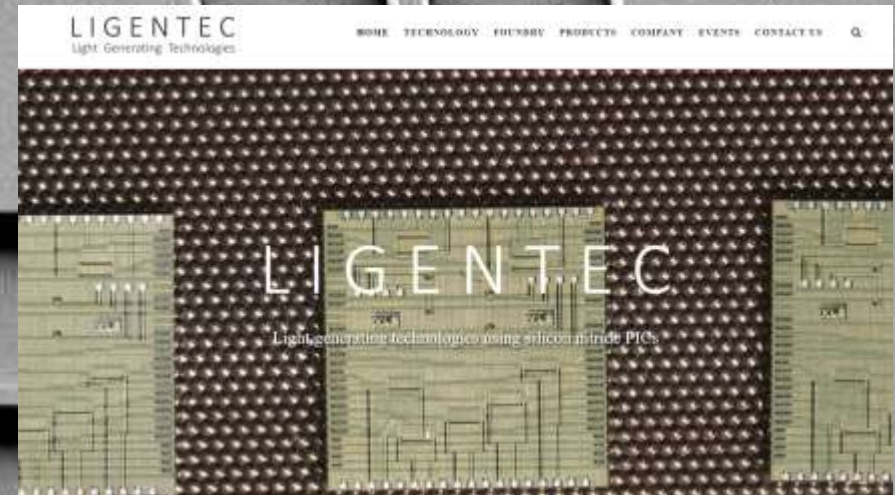 LIGENTEC
Light Generating Technologies
HOME TECHNOLOGY FOUNDRY PRODUCTS COMPANY EVENTS CONTACT US
LIGENTEC
Light generating technologies using silicon nitride PICs